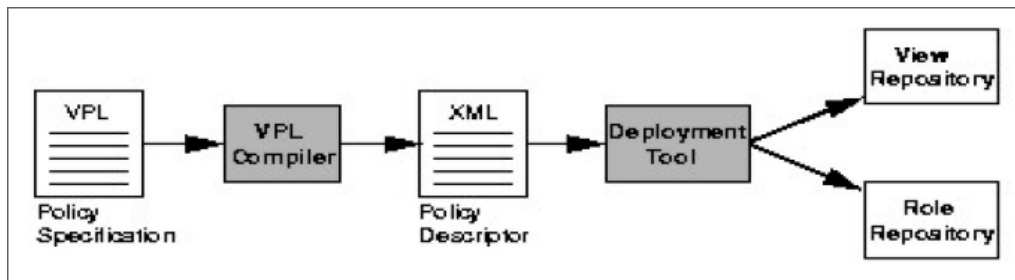 VPL
Policy
Specification
VPL
Compiler
XML
Policy
Descriptor
Deployment
Tool
View
Repository
Role
Repository